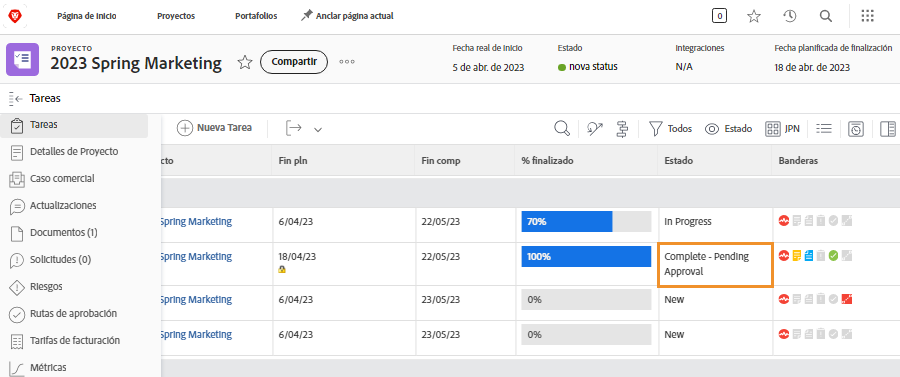 Página de inicio Proyectos Portafolios Anclar página actual 0
PROYECTO
2023 Spring Marketing Compartir
Fecha real de inicio Estado Integraciones Fecha planificada de finalización
5 de abr. de 2023 nova status N/A 18 de abr. de 2023
Tareas
Tareas
Detalles de Proyecto
Caso comercial
Actualizaciones
Documentos (1)
Solicitudes (0)
Riesgos
Rutas de aprobación
Tarifas de facturación
Métricas
Nueva Tarea Todos Estado JPN
cto Fin pln Fin comp % finalizado Estado Banderas
Spring Marketing 6/04/23 22/05/23 70% In Progress
Spring Marketing 18/04/23 22/05/23 100% Complete - Pending
Approval
Spring Marketing 6/04/23 23/05/23 0% New
Spring Marketing 6/04/23 23/05/23 0% New